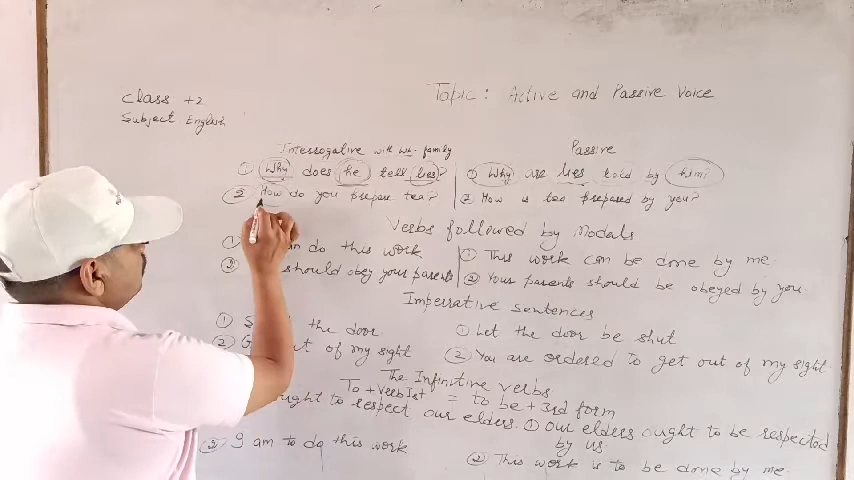 Class +2
Subject English
Topic: Active and Passive Voice
Interrogative with Wh. family
Passive
① Why does he tell lies?
① Why are lies told by him?
② How do you prepare tea?
② How is tea prepared by you?
Verbs followed by Modals
① do this work
① This work can be done by me.
② should obey your parents
② Your parents should be obeyed by you.
Imperative Sentences
① the door
① Let the door be shut
② of my sight
② You are ordered to get out of my sight.
The Infinitive verbs
To + Verb Ist = to be + 3rd form
ought to respect our elders. ① our elders ought to be respected by us.
② I am to do this work
② This work is to be done by me.